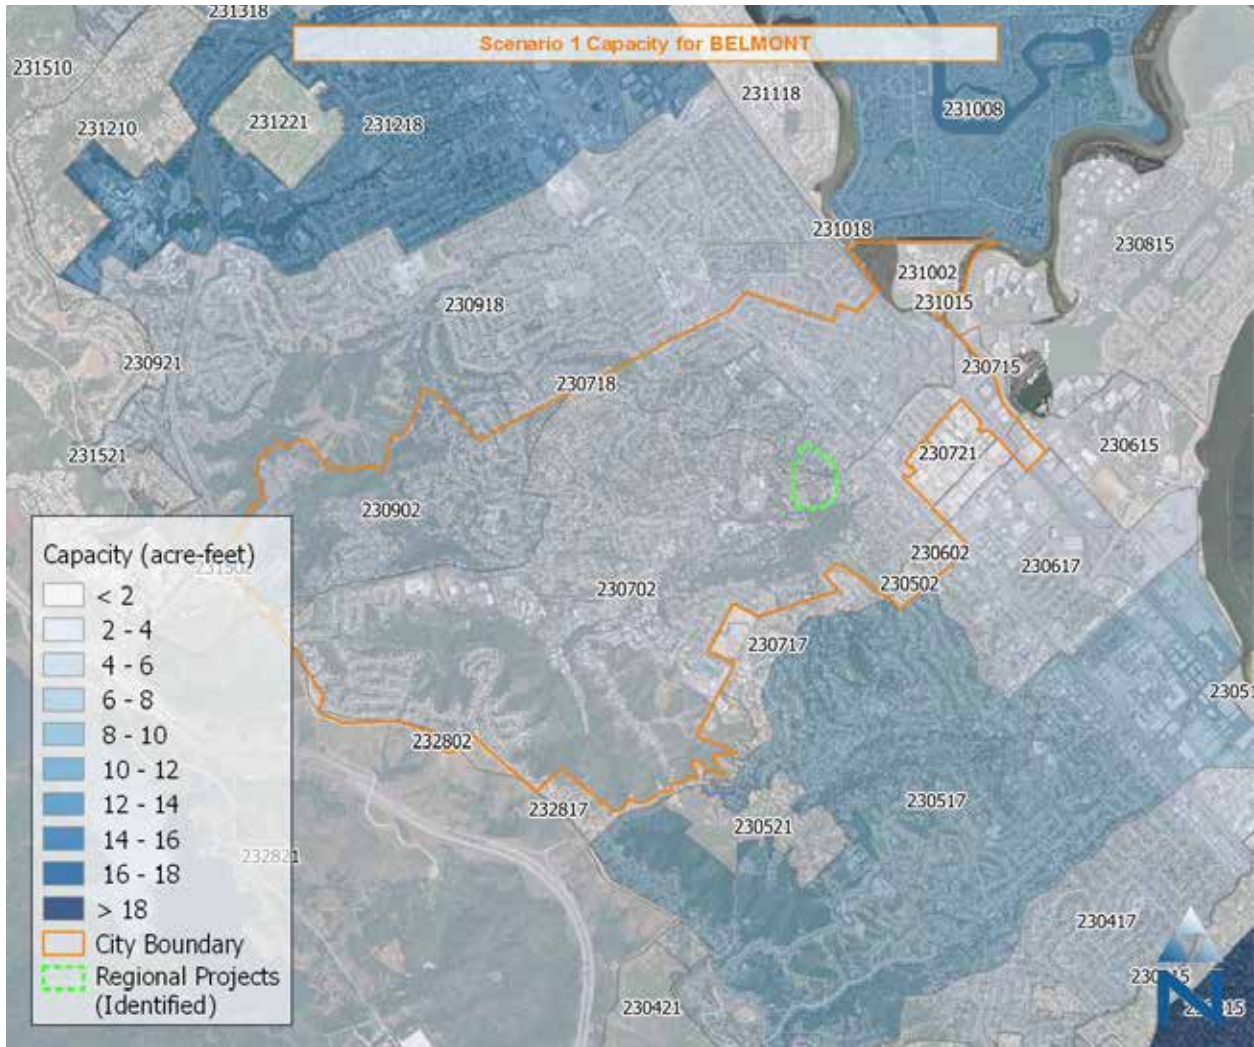 231318
Scenario 1 Capacity for BELMONT
231510
231118
231008
231210
231221
231218
231018
230815
231002
231015
230918
230921
230718
230715
231521
230721
230615
230902
230602
230617
230502
230702
230717
232802
230517
232817
230521
232821
230417
230421
Capacity (acre-feet)
< 2
2 - 4
4 - 6
6 - 8
8 - 10
10 - 12
12 - 14
14 - 16
16 - 18
> 18
City Boundary
Regional Projects
(Identified)
N